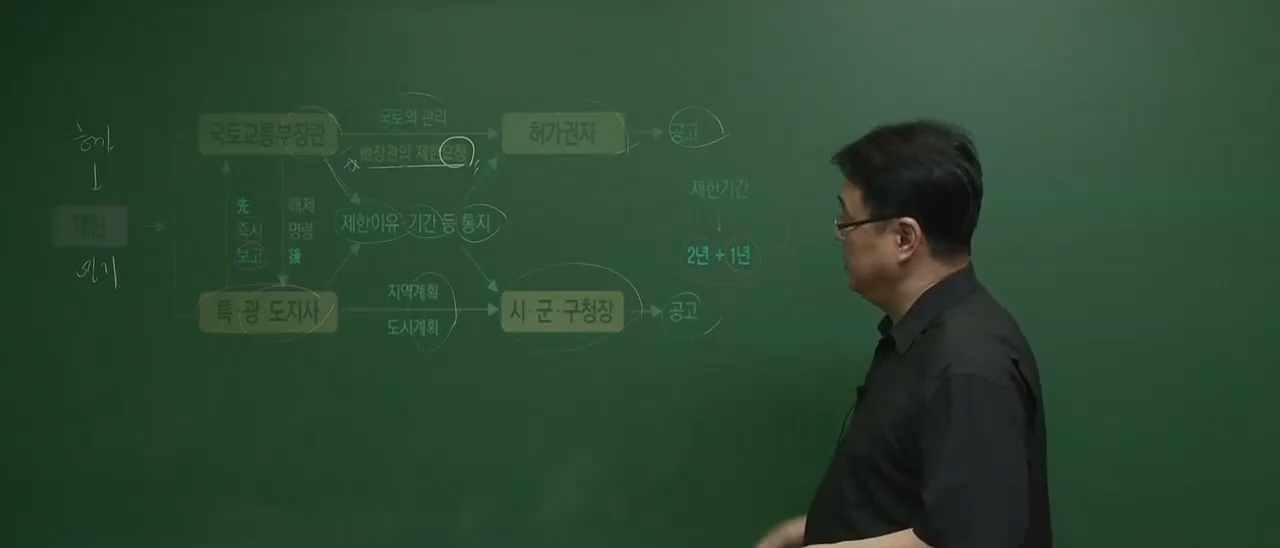 허가
↓
제한
연기
국토교통부장관
국토의 관리
他장관의 제한요청
허가권자
공고
先
즉시
보고
해제
명령
後
제한이유·기간 등 통지
제한기간
2년 + 1년
특·광·도지사
지역계획
도시계획
시·군·구청장
공고